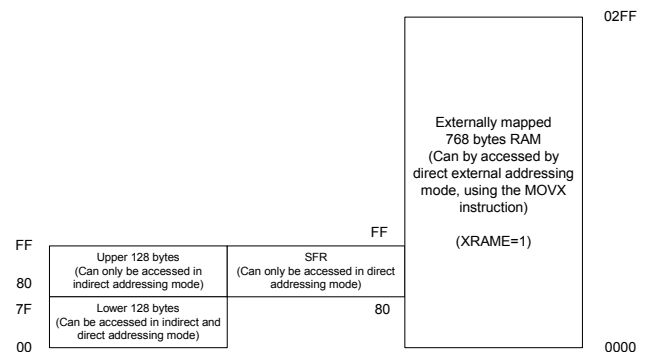 02FF
Externally mapped
768 bytes RAM
(Can by accessed by
direct external addressing
mode, using the MOVX
instruction)
(XRAME=1)
FF
FF
Upper 128 bytes
(Can only be accessed in
indirect addressing mode)
SFR
(Can only be accessed in direct
addressing mode)
80
7F
Lower 128 bytes
(Can be accessed in indirect and
direct addressing mode)
80
00
0000